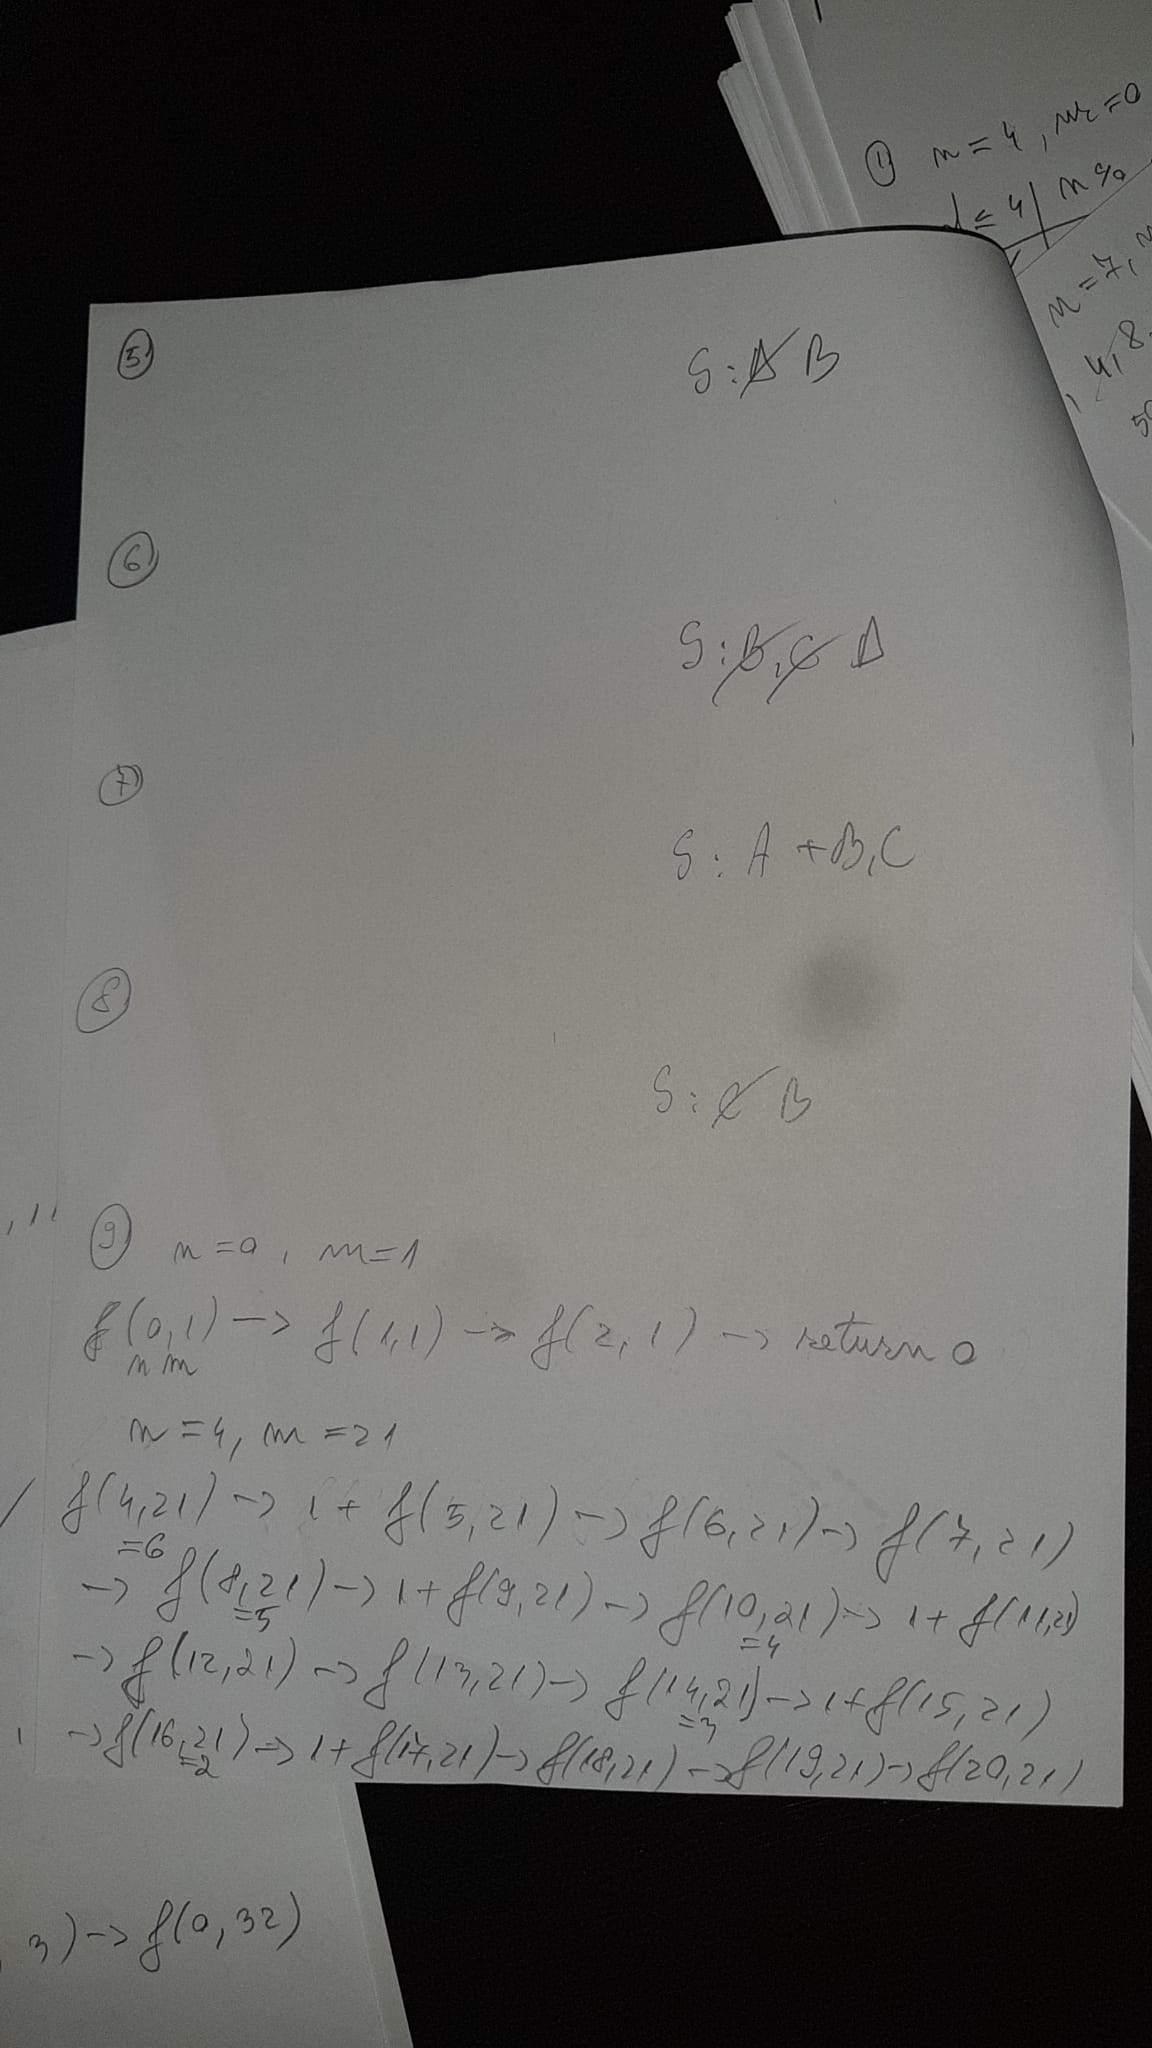 ① n = 4, nr = 0
d = 4 | n %
n = 7,
4, 8
⑤ S: A B
⑥ S: B, C A
⑦ S: A + B, C
⑧ S: C B
⑨ n = 0, m = 1
f(0,1) -> f(1,1) -> f(2,1) -> return 0
n m
n = 4, m = 21
f(4,21) -> 1 + f(5,21) -> f(6,21) -> f(7,21)
=6
-> f(8,21) -> 1 + f(9,21) -> f(10,21) -> 1 + f(11,21)
=5 =4
-> f(12,21) -> f(13,21) -> f(14,21) -> 1 + f(15,21)
=3
-> f(16,21) -> 1 + f(17,21) -> f(18,21) -> f(19,21) -> f(20,21)
=2
, 3) -> f(0,32)